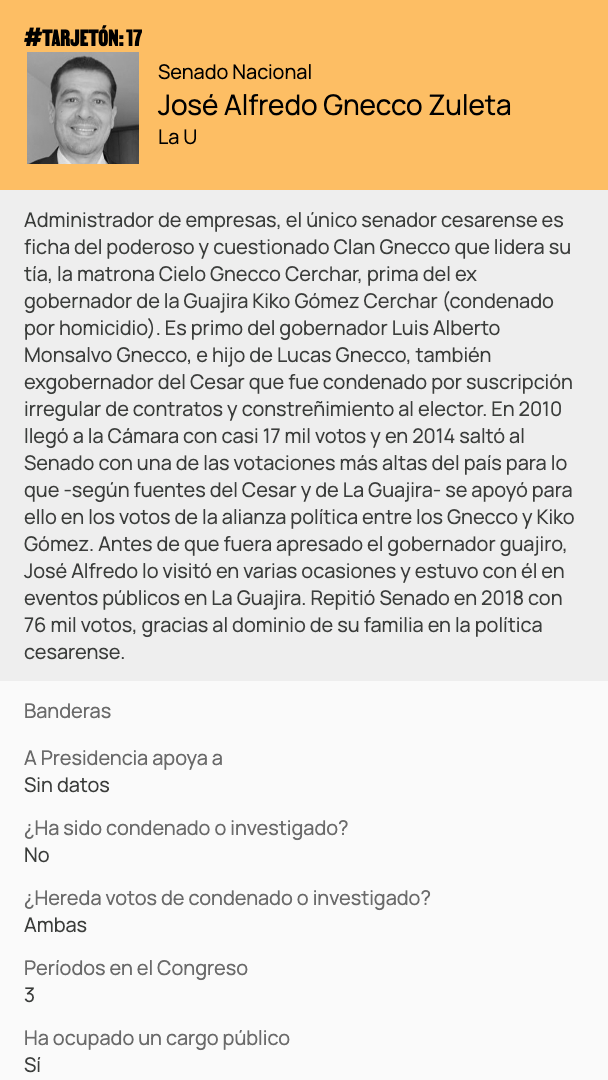 #TARJETÓN: 17
Senado Nacional
José Alfredo Gnecco Zuleta
La U
Administrador de empresas, el único senador cesarense es
ficha del poderoso y cuestionado Clan Gnecco que lidera su
tía, la matrona Cielo Gnecco Cerchar, prima del ex
gobernador de la Guajira Kiko Gómez Cerchar (condenado
por homicidio). Es primo del gobernador Luis Alberto
Monsalvo Gnecco, e hijo de Lucas Gnecco, también
exgobernador del Cesar que fue condenado por suscripción
irregular de contratos y constreñimiento al elector. En 2010
llegó a la Cámara con casi 17 mil votos y en 2014 saltó al
Senado con una de las votaciones más altas del país para lo
que -según fuentes del Cesar y de La Guajira- se apoyó para
ello en los votos de la alianza política entre los Gnecco y Kiko
Gómez. Antes de que fuera apresado el gobernador guajiro,
José Alfredo lo visitó en varias ocasiones y estuvo con él en
eventos públicos en La Guajira. Repitió Senado en 2018 con
76 mil votos, gracias al dominio de su familia en la política
cesarense.
Banderas
A Presidencia apoya a
Sin datos
¿Ha sido condenado o investigado?
No
¿Hereda votos de condenado o investigado?
Ambas
Períodos en el Congreso
3
Ha ocupado un cargo público
Sí